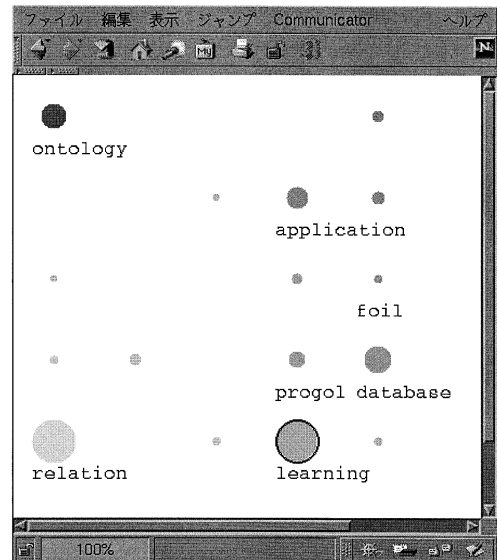 ファイル 編集 表示 ジャンプ Communicator ヘルプ
My N
ontology
application
foil
progol database
relation learning
100%